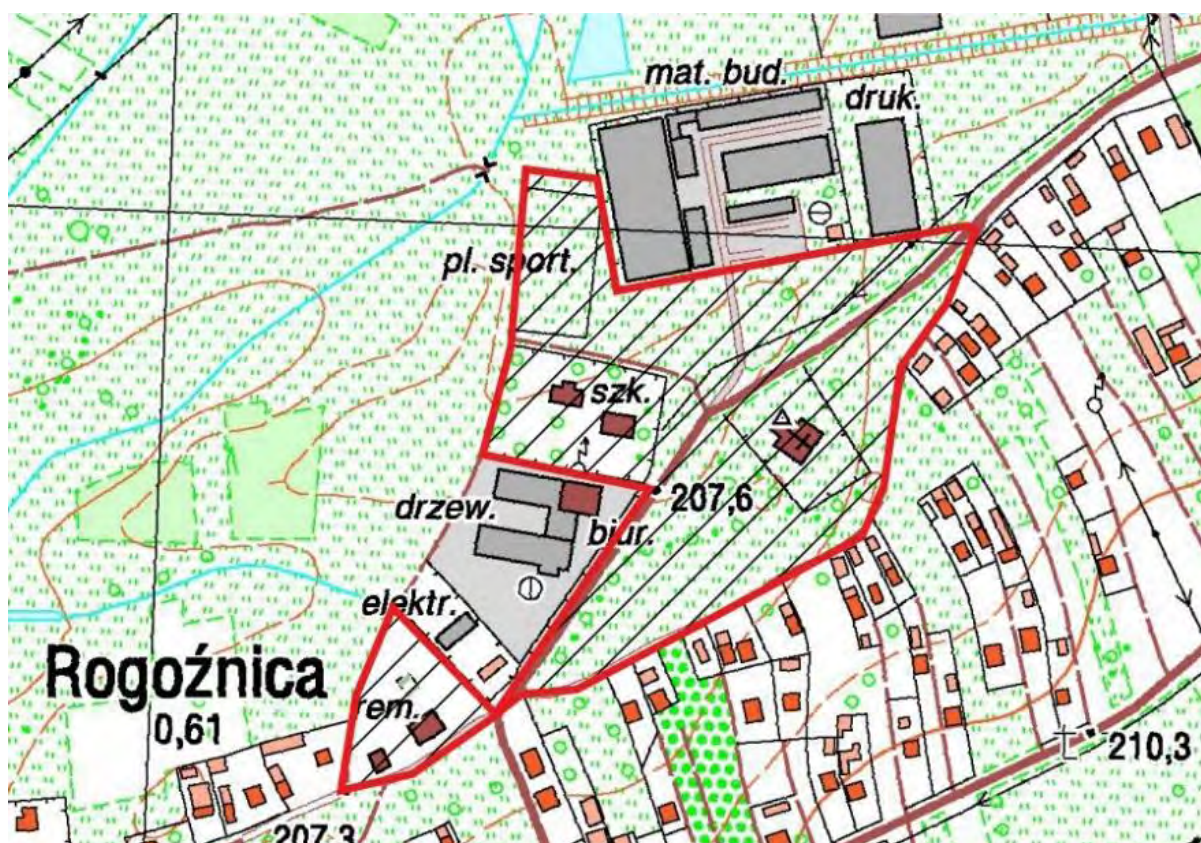 mat. bud.
druk.
pl. sport.
szk.
207,6
drzew.
biur.
elektr.
Rogoźnica
0,61
rem.
210,3
207,3